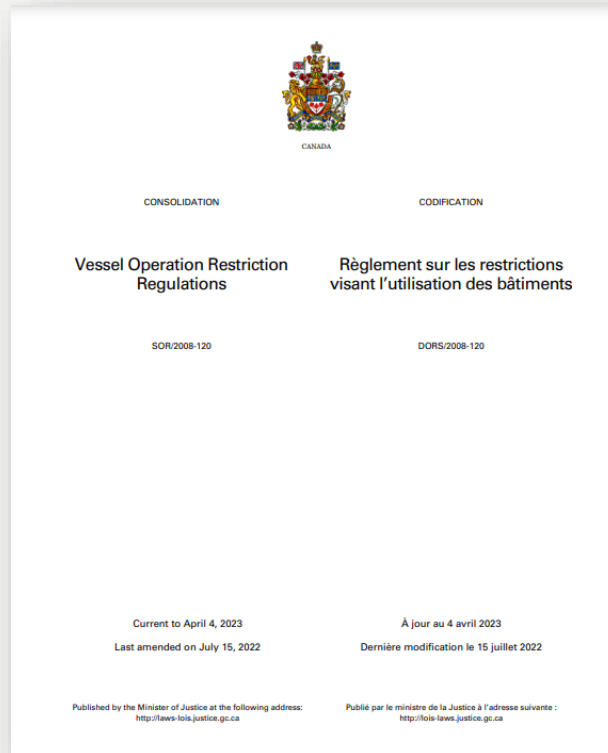 CANADA
CONSOLIDATION
CODIFICATION
Vessel Operation Restriction
Regulations
Règlement sur les restrictions
visant l'utilisation des bâtiments
SOR/2008-120
DORS/2008-120
Current to April 4, 2023
Last amended on July 15, 2022
À jour au 4 avril 2023
Dernière modification le 15 juillet 2022
Published by the Minister of Justice at the following address:
http://laws-lois.justice.gc.ca
Publié par le ministre de la Justice à l'adresse suivante :
http://lois-laws.justice.gc.ca